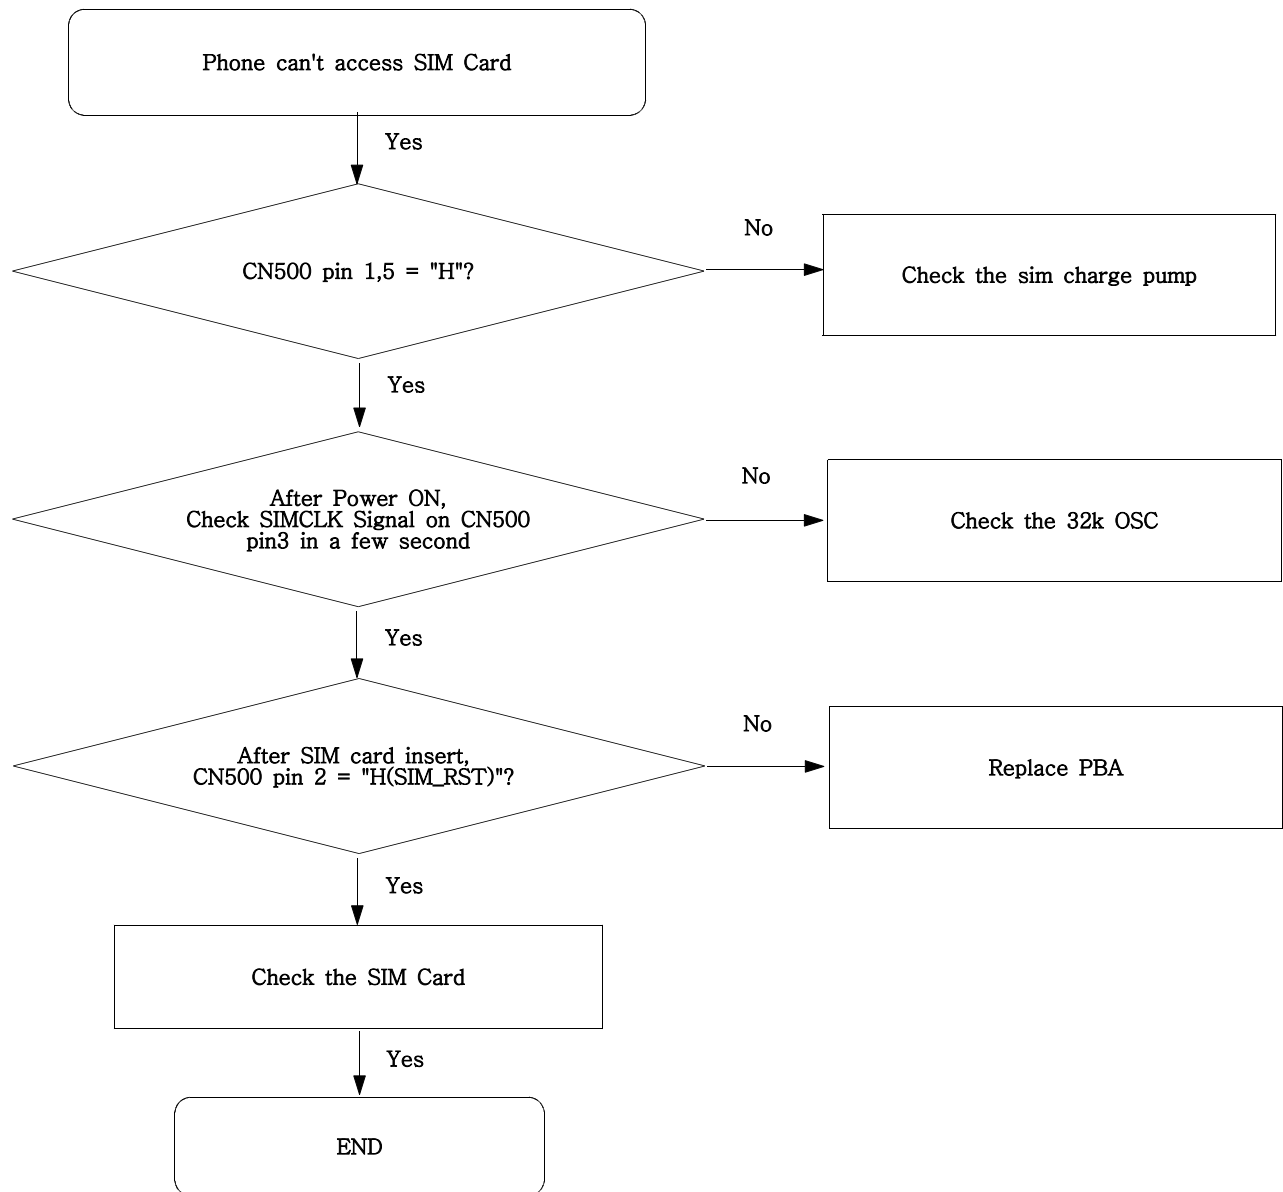 Phone can't access SIM Card
Yes
CN500 pin 1,5 = "H"?
No
Check the sim charge pump
Yes
After Power ON,
Check SIMCLK Signal on CN500
pin3 in a few second
No
Check the 32k OSC
Yes
After SIM card insert,
CN500 pin 2 = "H(SIM_RST)"?
No
Replace PBA
Yes
Check the SIM Card
Yes
END